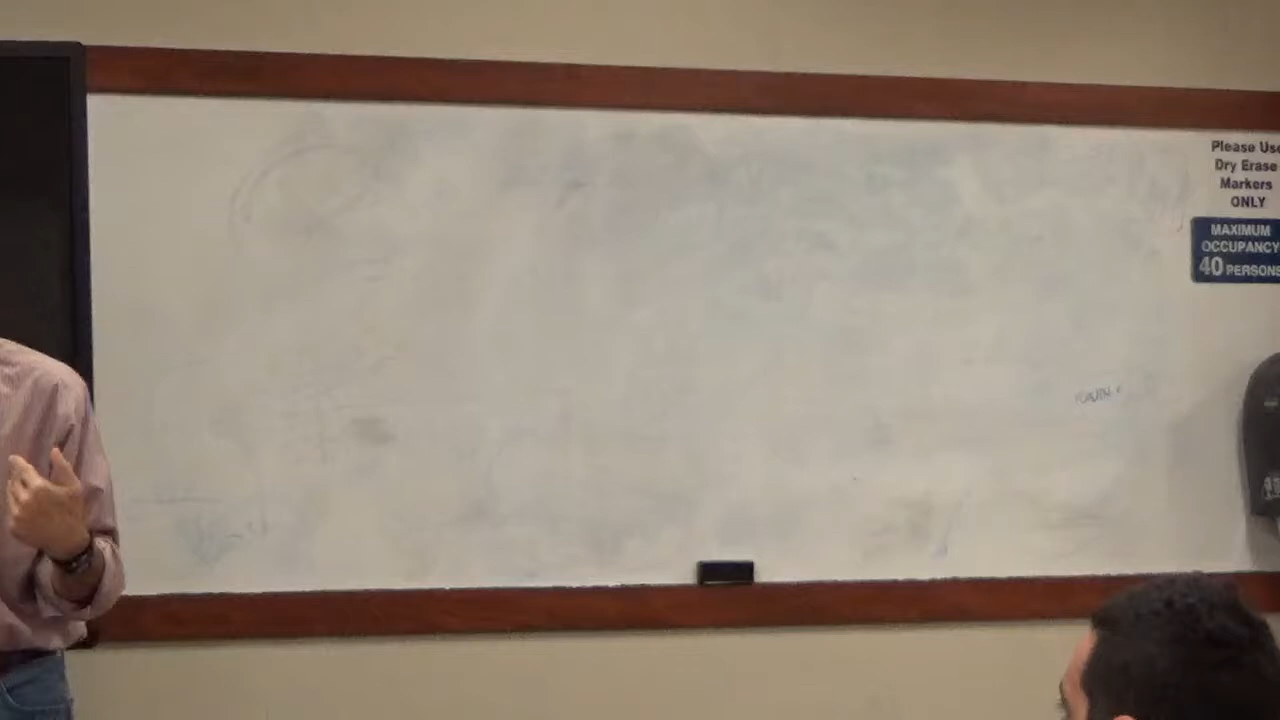 Please Use
Dry Erase
Markers
ONLY
MAXIMUM
OCCUPANCY
40 PERSONS